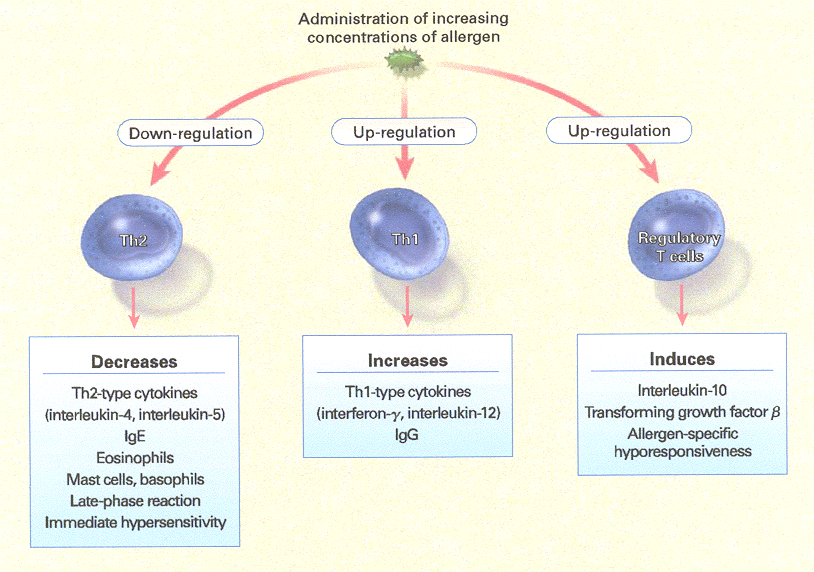 Administration of increasing
concentrations of allergen
Down-regulation
Up-regulation
Up-regulation
Th2
Th1
Regulatory
T cells
Decreases
Th2-type cytokines
(interleukin-4, interleukin-5)
IgE
Eosinophils
Mast cells, basophils
Late-phase reaction
Immediate hypersensitivity
Increases
Th1-type cytokines
(interferon-γ, interleukin-12)
IgG
Induces
Interleukin-10
Transforming growth factor β
Allergen-specific
hyporesponsiveness